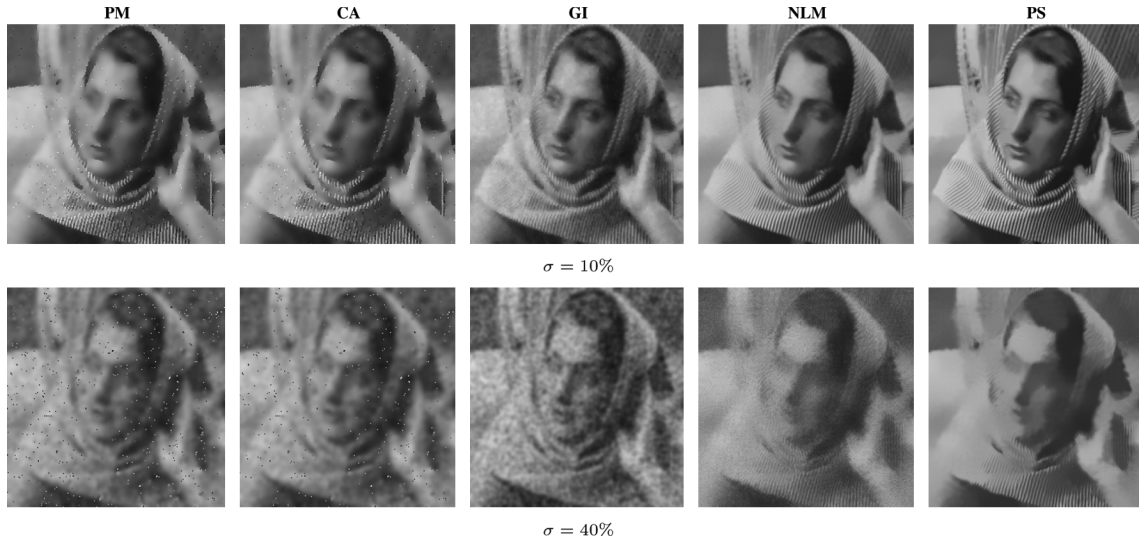 PM CA GI NLM PS
σ = 10%
σ = 40%